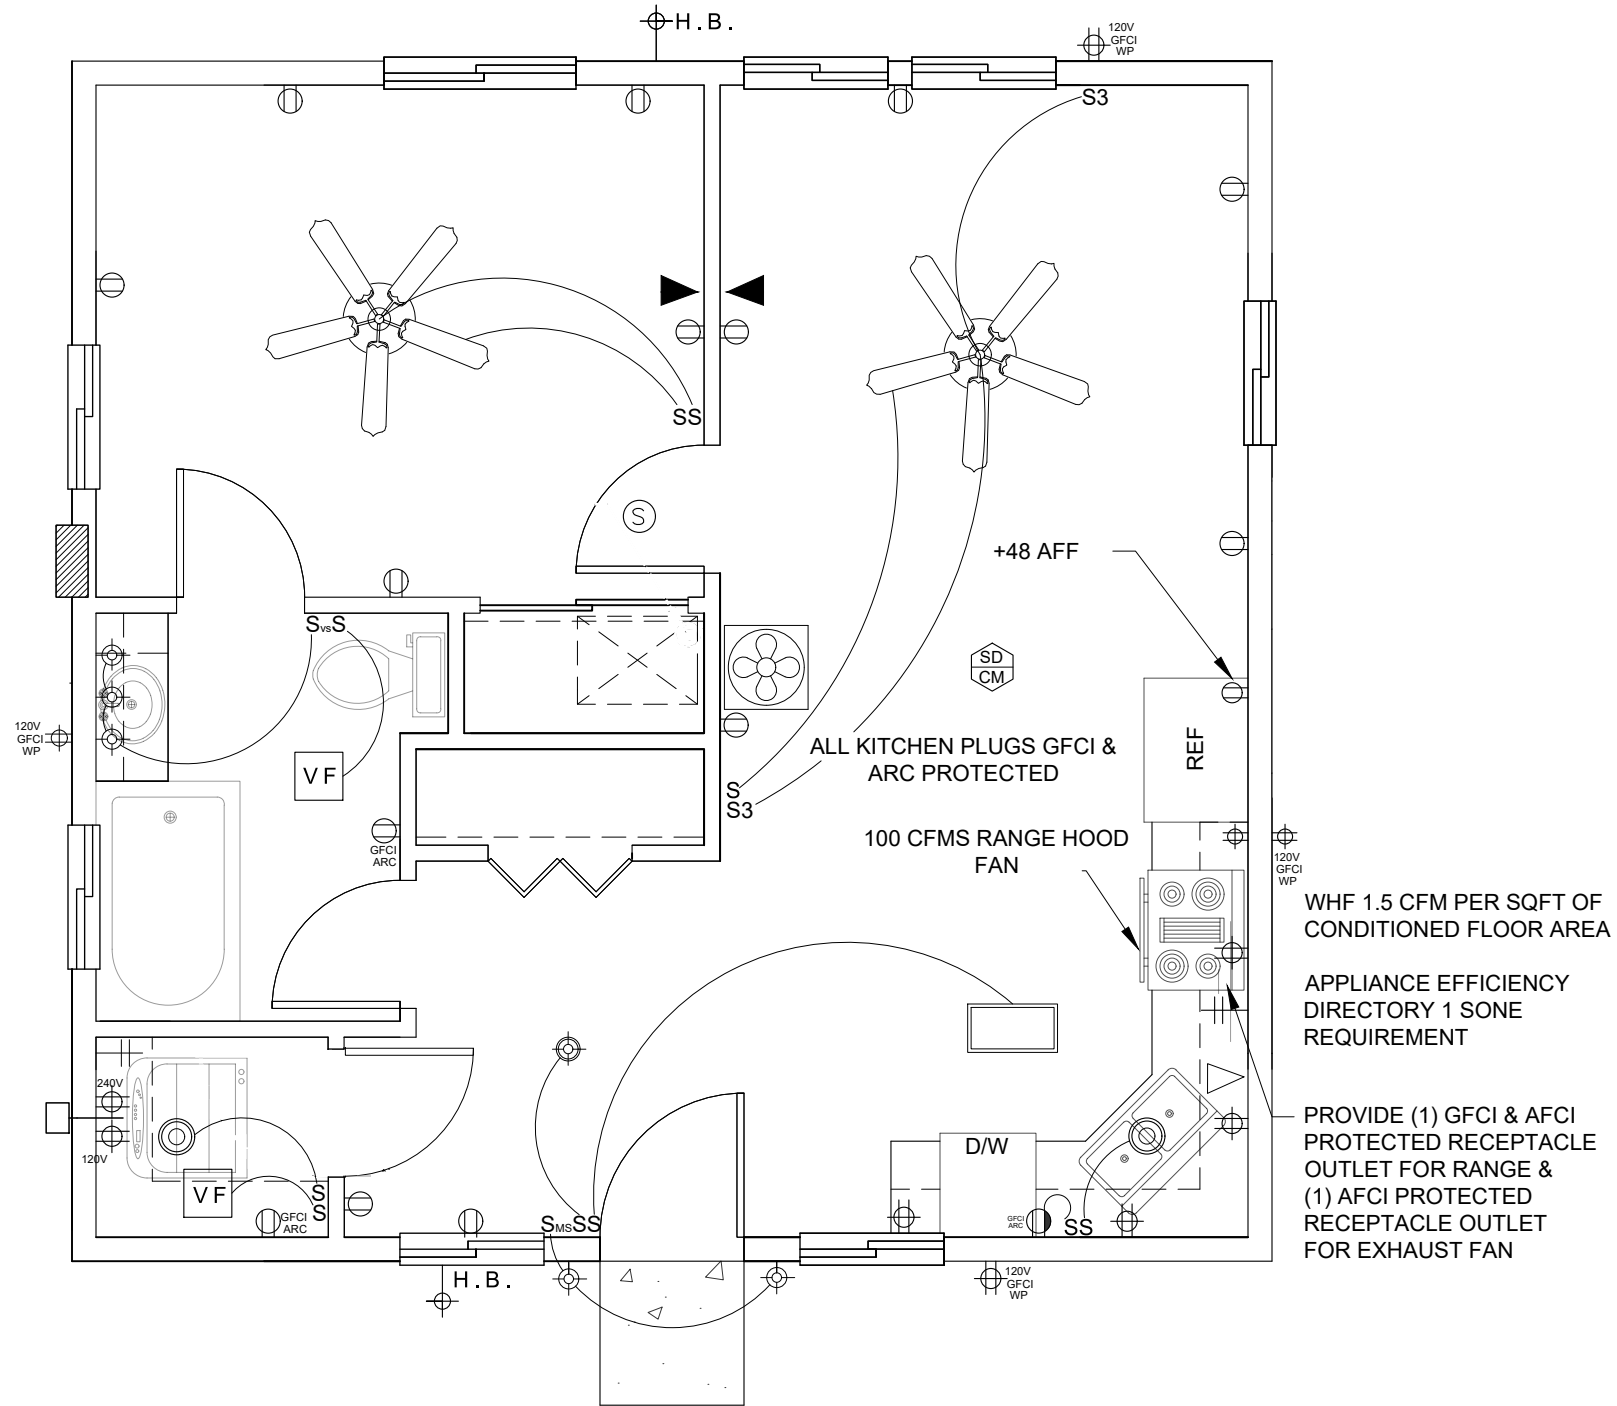 H.B.
120V
GFCI
WP
S3
SS
S
+48 AFF
SvsS
SD
CM
120V
GFCI
WP
REF
ALL KITCHEN PLUGS GFCI &
ARC PROTECTED
VF
S
S3
GFCI
ARC
100 CFMS RANGE HOOD
FAN
120V
GFCI
WP
WHF 1.5 CFM PER SQFT OF
CONDITIONED FLOOR AREA
APPLIANCE EFFICIENCY
DIRECTORY 1 SONE
REQUIREMENT
240V
120V
VF
S
S
GFCI
ARC
SMSSS
D/W
GFCI
ARC
SS
PROVIDE (1) GFCI & AFCI
PROTECTED RECEPTACLE
OUTLET FOR RANGE &
(1) AFCI PROTECTED
RECEPTACLE OUTLET
FOR EXHAUST FAN
H.B.
120V
GFCI
WP